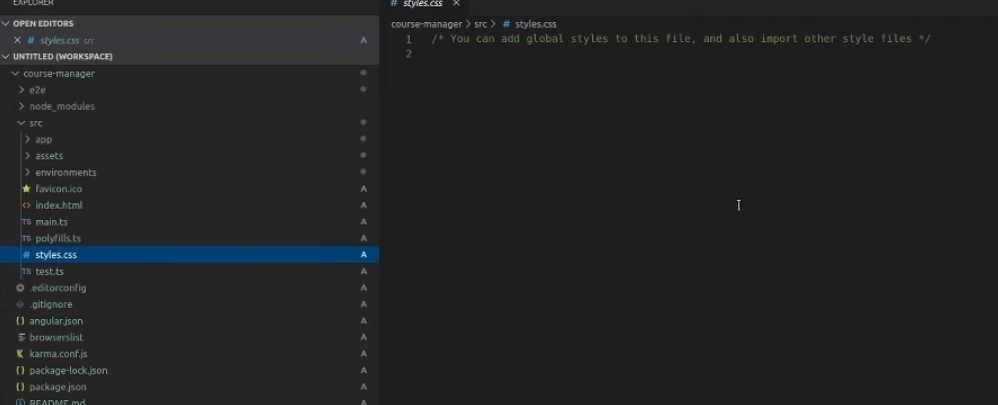 EXPLORER
OPEN EDITORS
# styles.css src A
UNTITLED (WORKSPACE)
course-manager
e2e
node_modules
src
app
assets
environments
favicon.ico A
<> index.html A
TS main.ts A
TS polyfills.ts A
# styles.css A
TS test.ts A
.editorconfig A
.gitignore A
{} angular.json A
browserslist A
karma.conf.js A
{} package-lock.json A
{} package.json A
README.md A
# styles.css
course-manager > src > # styles.css
1 /* You can add global styles to this file, and also import other style files */
2